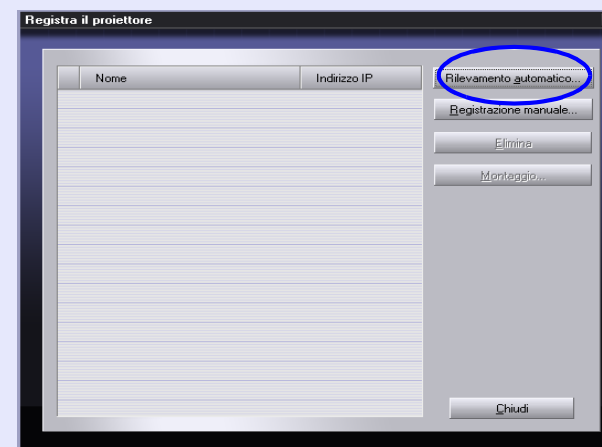 Registra il proiettore
Nome Indirizzo IP
Rilevamento automatico...
Registrazione manuale...
Elimina
Montaggio...
Chiudi